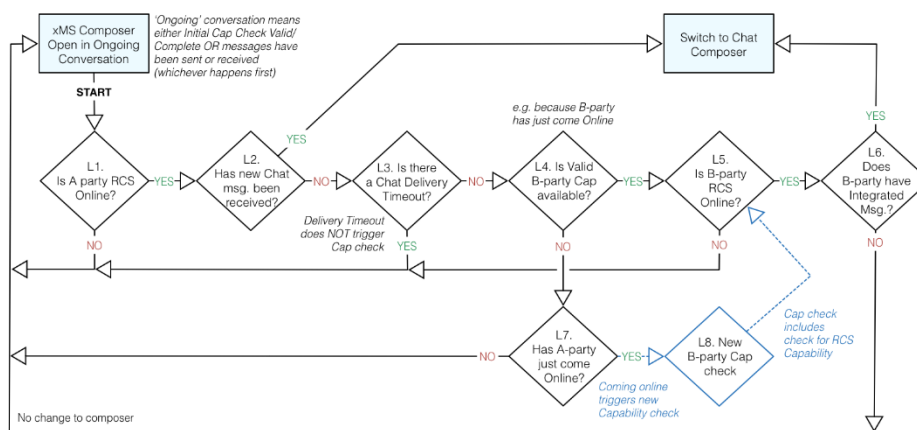 xMS Composer
Open in Ongoing
Conversation
'Ongoing' conversation means
either Initial Cap Check Valid/
Complete OR messages have
been sent or received
(whichever happens first)
Switch to Chat
Composer
START
YES
e.g. because B-party
has just come Online
YES
L1.
Is A party RCS
Online?
YES
L2.
Has new Chat
msg. been
received?
NO
L3. Is there
a Chat Delivery
Timeout?
NO
L4. Is Valid
B-party Cap
available?
YES
L5.
Is B-party
RCS
Online?
YES
L6.
Does
B-party have
Integrated
Msg.?
Delivery Timeout
does NOT trigger
Cap check
NO
YES
NO
NO
NO
Cap check
includes
check for RCS
Capability
L7.
Has A-party
just come
Online?
NO
YES
L8. New
B-party Cap
check
Coming online
triggers new
Capability check
No change to composer